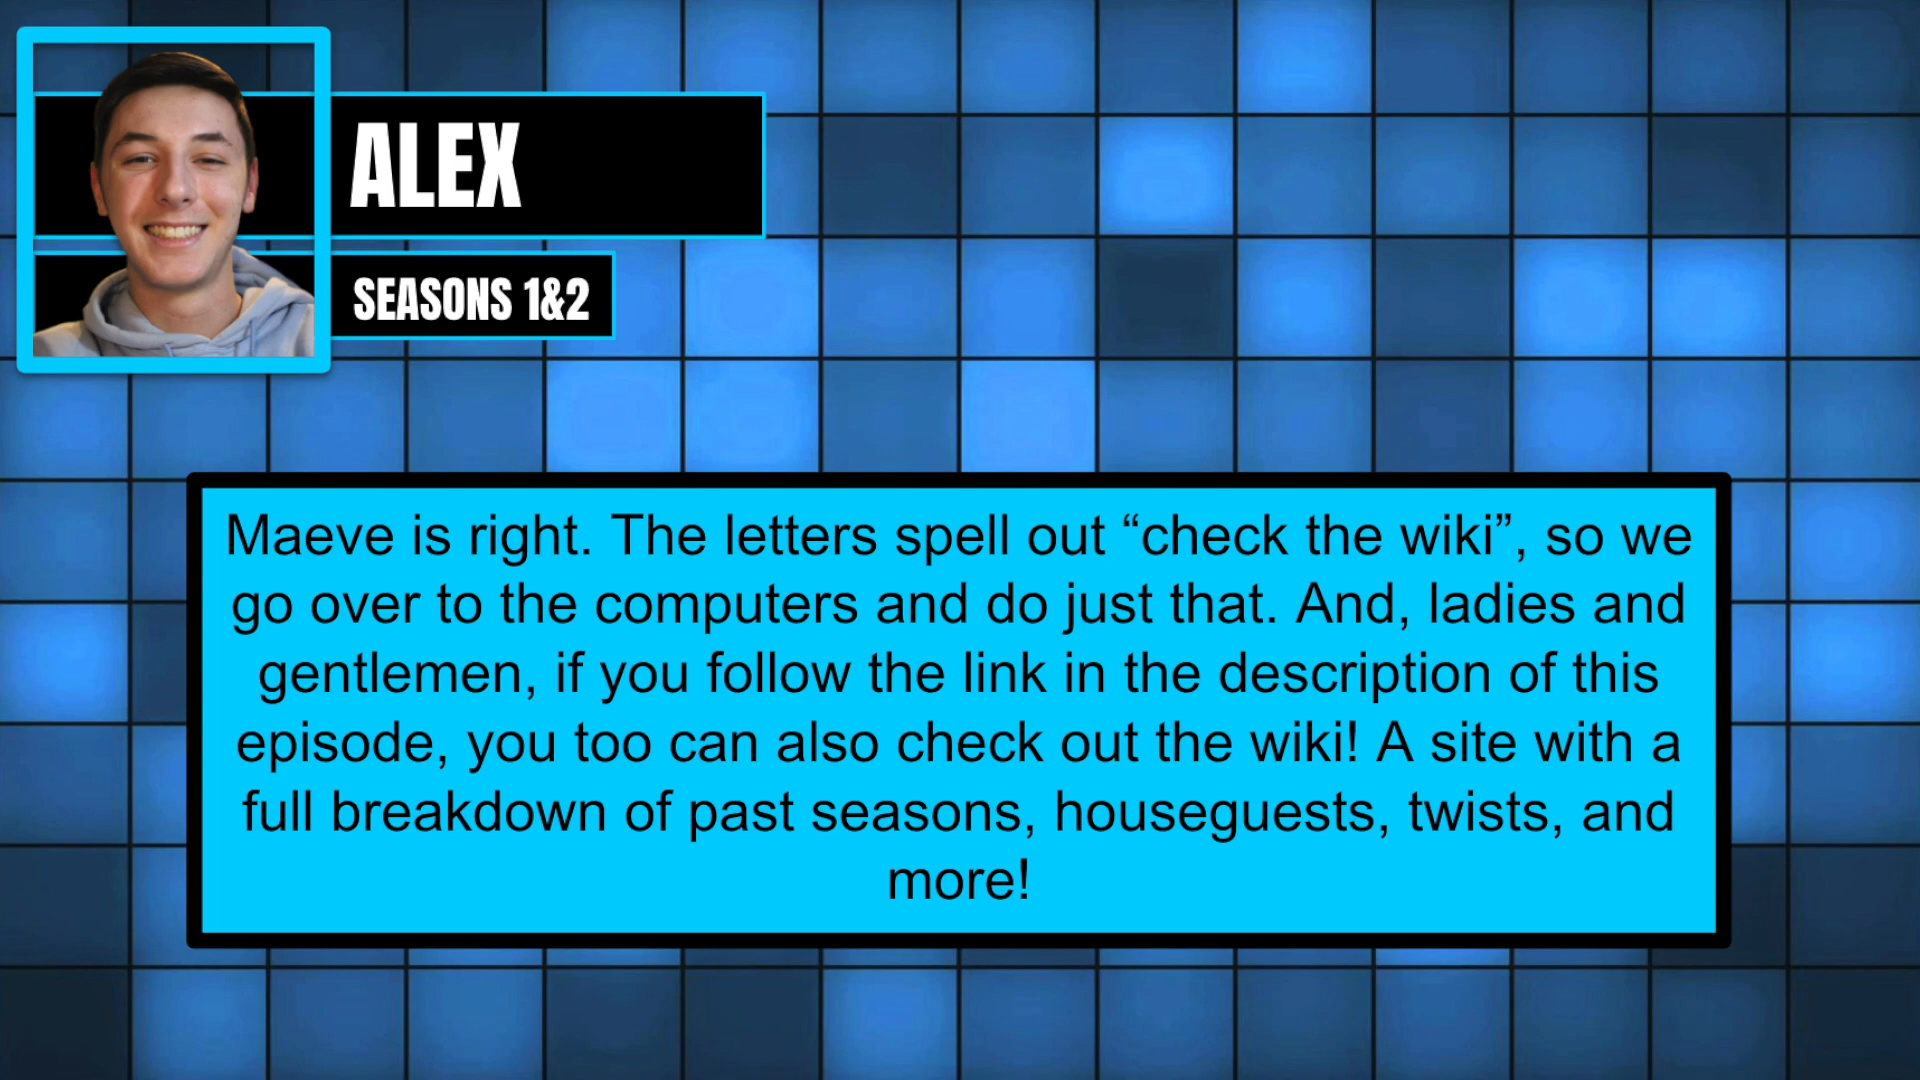 ALEX
SEASONS 1&2
Maeve is right. The letters spell out “check the wiki”, so we
go over to the computers and do just that. And, ladies and
gentlemen, if you follow the link in the description of this
episode, you too can also check out the wiki! A site with a
full breakdown of past seasons, houseguests, twists, and
more!